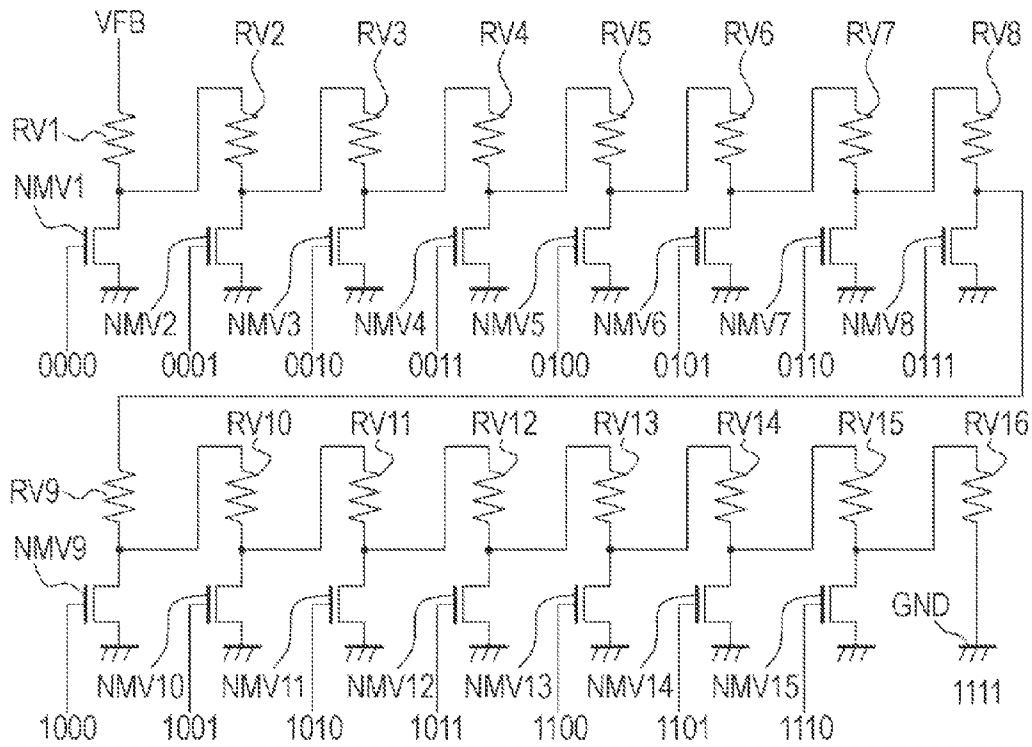 VFB
RV2 RV3 RV4 RV5 RV6 RV7 RV8
RV1
NMV1
NMV2 NMV3 NMV4 NMV5 NMV6 NMV7 NMV8
0000 0001 0010 0011 0100 0101 0110 0111
RV10 RV11 RV12 RV13 RV14 RV15 RV16
RV9
NMV9
GND
NMV10 NMV11 NMV12 NMV13 NMV14 NMV15 1111
1000 1001 1010 1011 1100 1101 1110